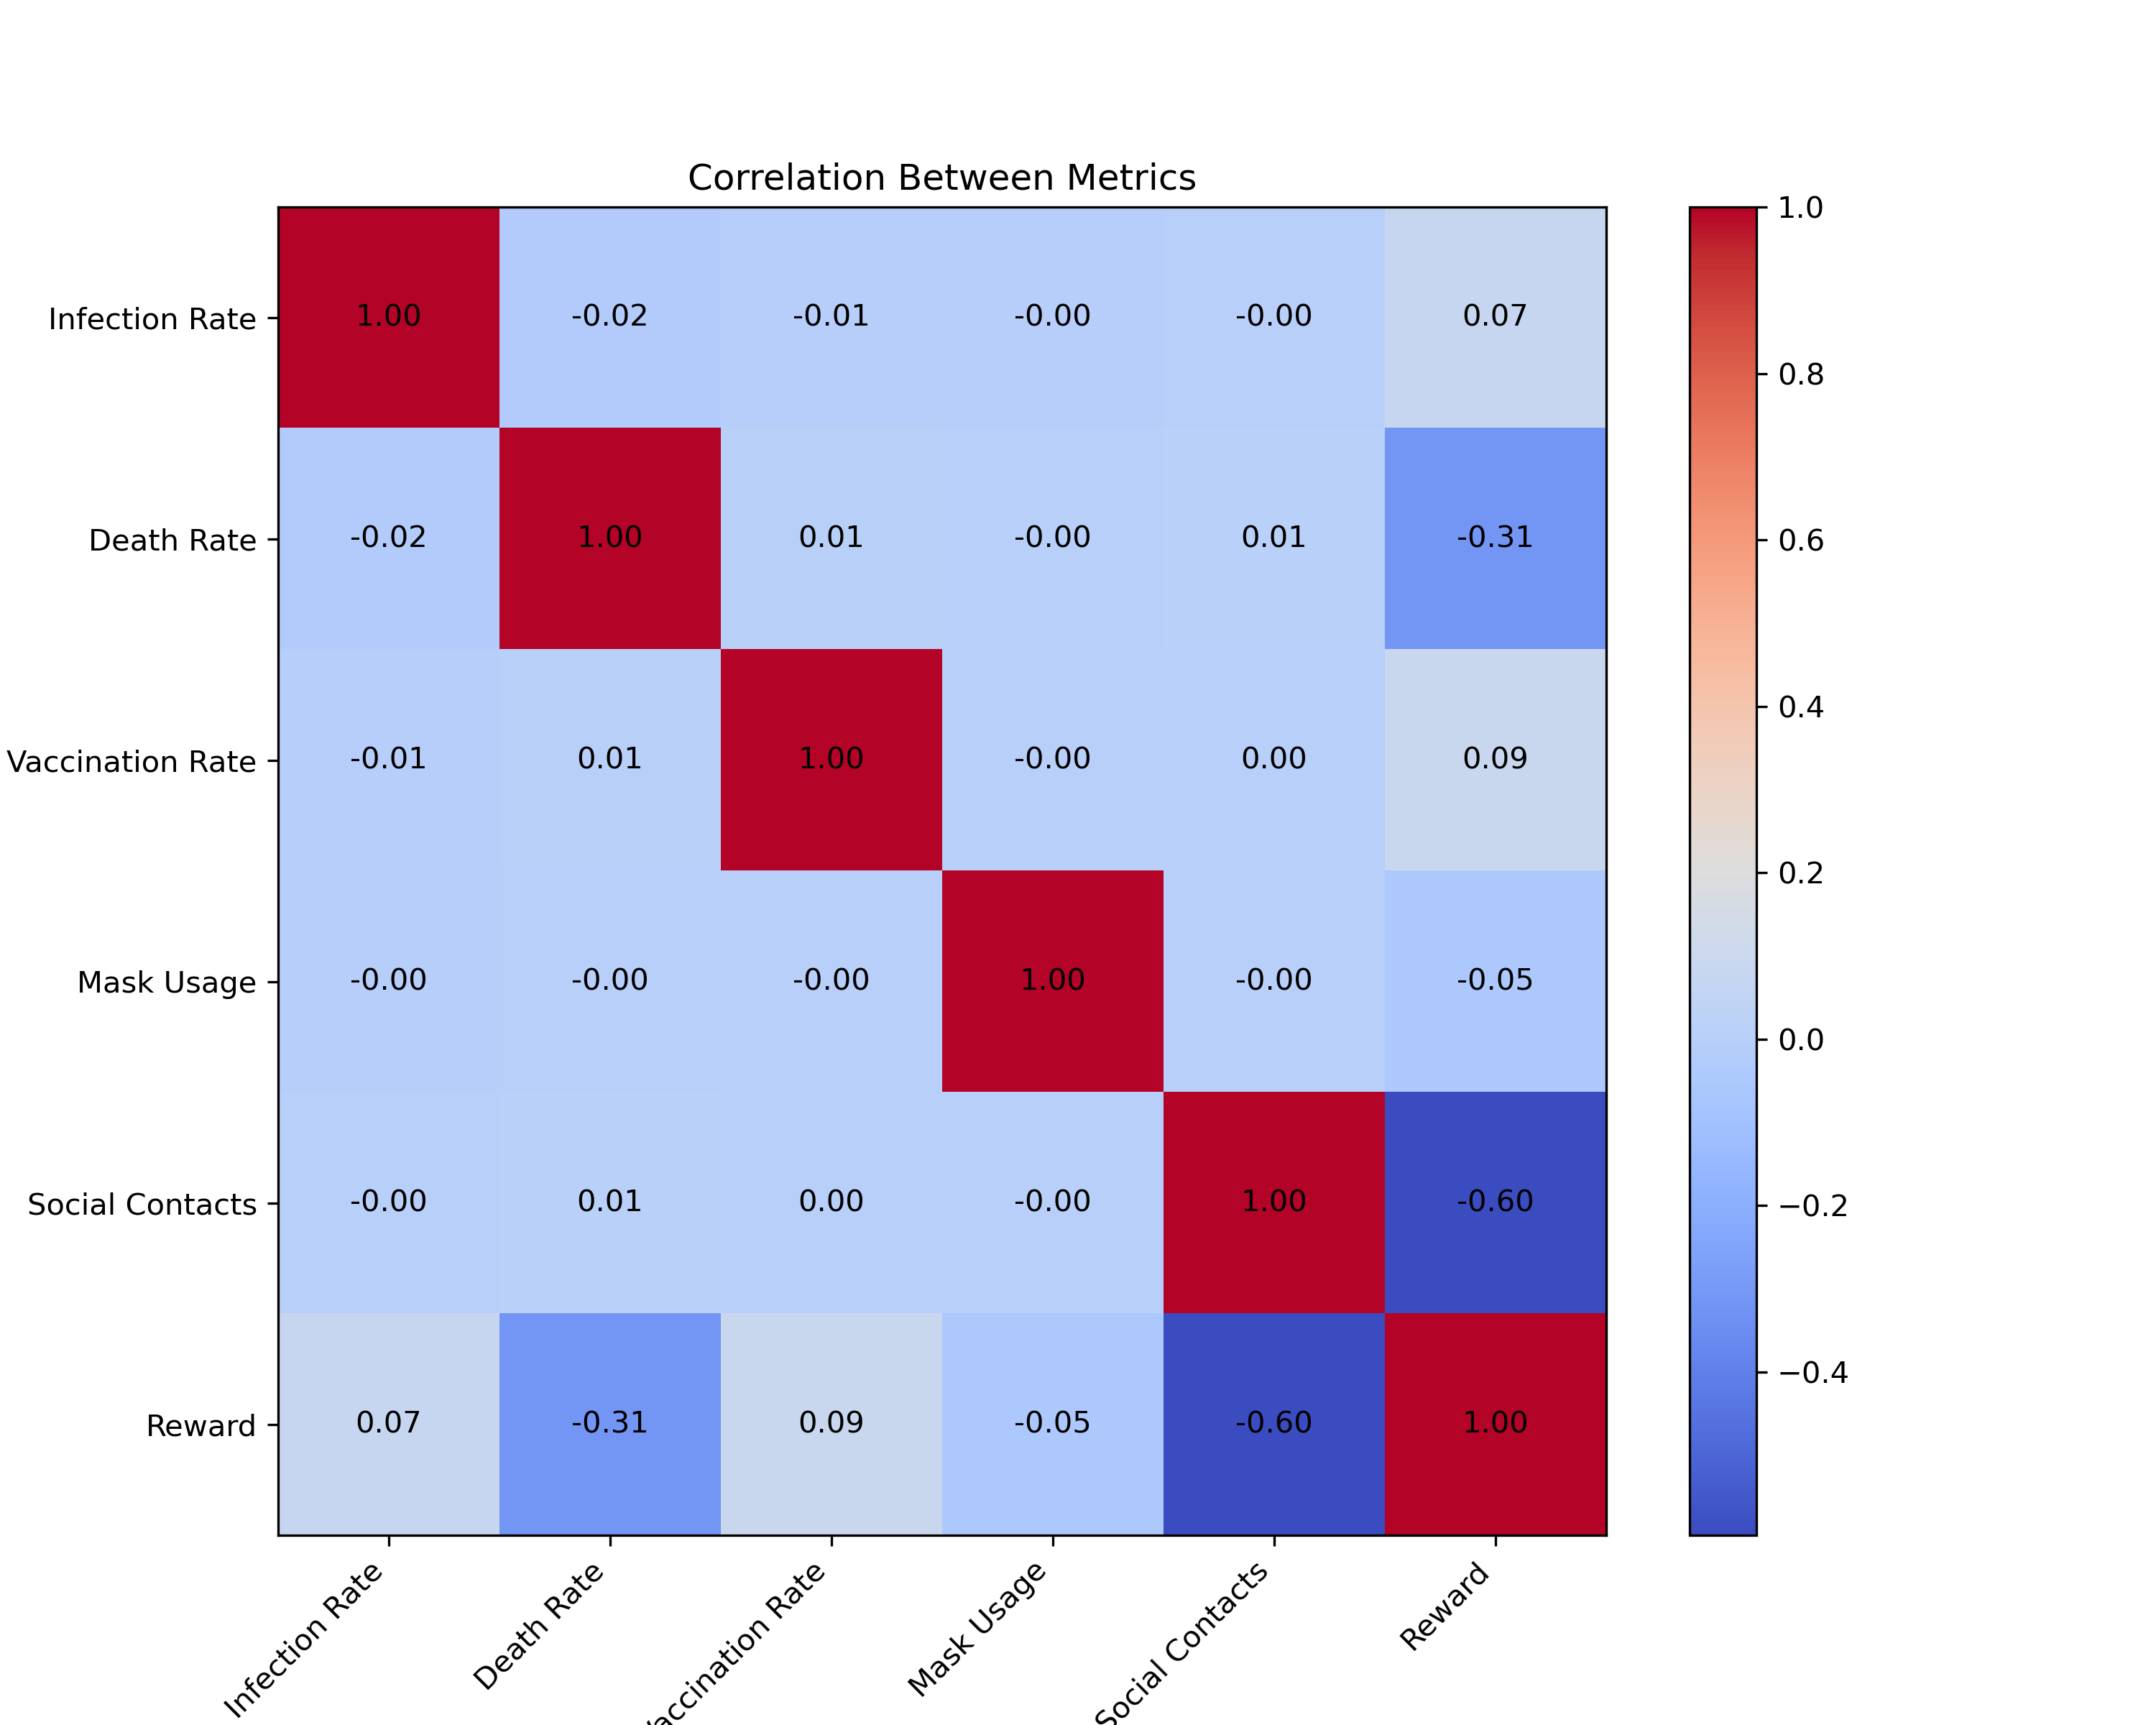 Correlation Between Metrics
Infection Rate 1.00 -0.02 -0.01 -0.00 -0.00 0.07
Death Rate -0.02 1.00 0.01 -0.00 0.01 -0.31
Vaccination Rate -0.01 0.01 1.00 -0.00 0.00 0.09
Mask Usage -0.00 -0.00 -0.00 1.00 -0.00 -0.05
Social Contacts -0.00 0.01 0.00 -0.00 1.00 -0.60
Reward 0.07 -0.31 0.09 -0.05 -0.60 1.00
Infection Rate
Death Rate
Vaccination Rate
Mask Usage
Social Contacts
Reward
1.0
0.8
0.6
0.4
0.2
0.0
−0.2
−0.4